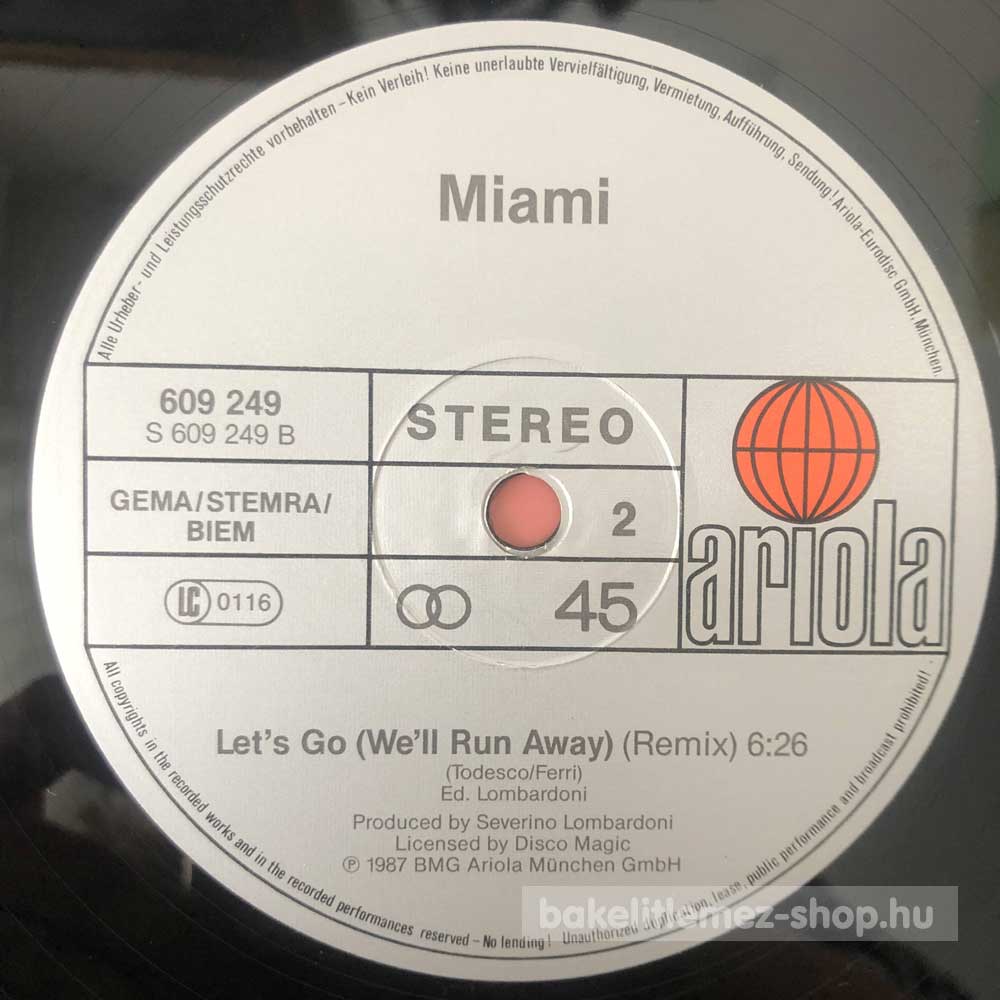 Alle Urheber- und Leistungsschutzrechte vorbehalten – Kein Verleih! Keine unerlaubte Vervielfältigung, Vermietung, Aufführung, Sendung! Ariola-Eurodisc GmbH, München.
Miami
609 249
S 609 249 B
STEREO
GEMA/STEMRA/
BIEM
2
LC 0116
45
ariola
Let's Go (We'll Run Away) (Remix) 6:26
(Todesco/Ferri)
Ed. Lombardoni
Produced by Severino Lombardoni
Licensed by Disco Magic
℗ 1987 BMG Ariola München GmbH
All copyrights in the recorded works and in the recorded performances reserved – No lending! Unauthorized duplication, lease, public performance and broadcast prohibited!
bakelitlemez-shop.hu